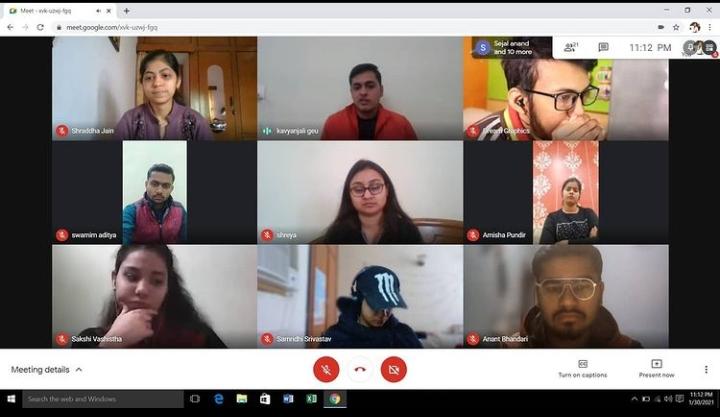 Meet - xvk-uzwj-fgq
meet.google.com/xvk-uzwj-fgq
S Sejal anand
and 10 more
21
11:12 PM
Shraddha Jain
kavyanjali geu
Dream Graphics
swamim aditya
shreya
Amisha Pundir
Sakshi Vashistha
Samridhi Srivastav
Anant Bhandari
Meeting details
Turn on captions
Present now
Search the web and Windows
11:12 PM
1/30/2021